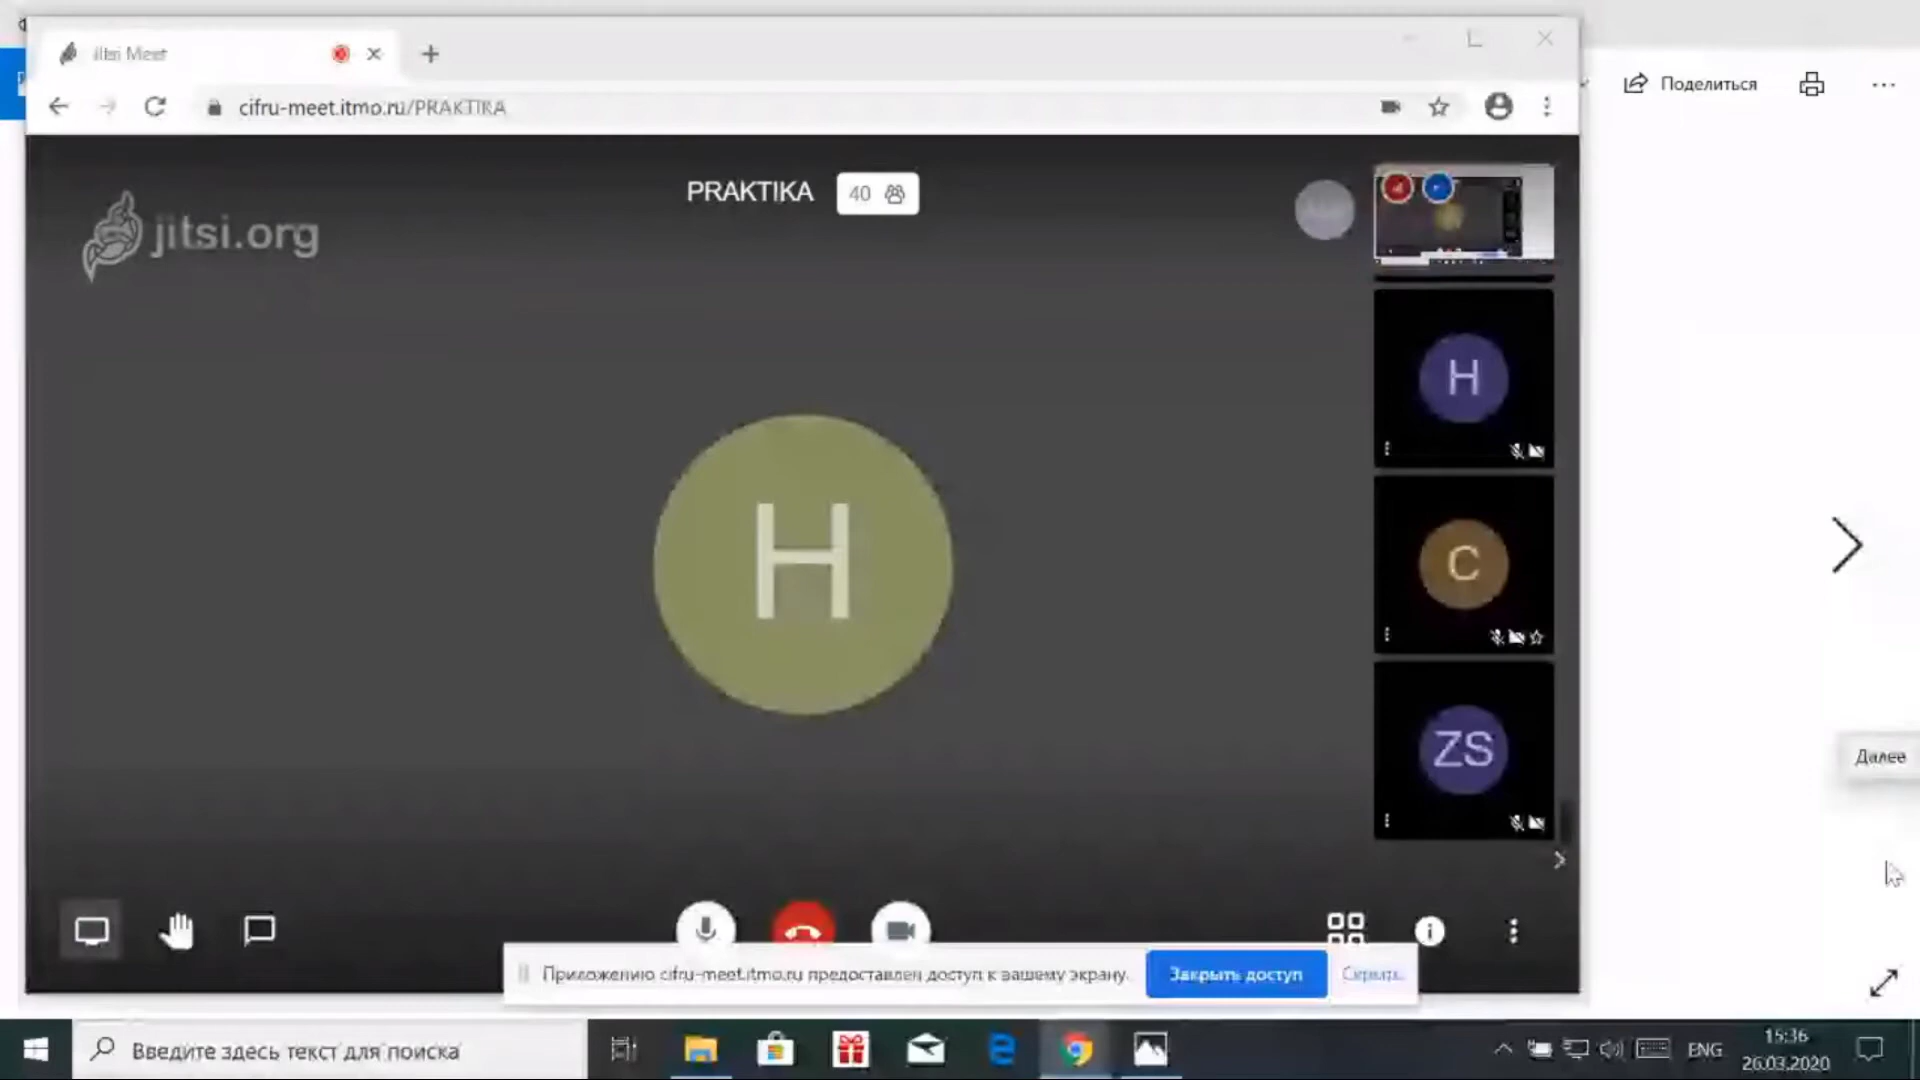 Jitsi Meet
cifru-meet.itmo.ru/PRAKTIKA
Поделиться
jitsi.org
PRAKTIKA
40
H
H
C
ZS
Далее
Приложению cifru-meet.itmo.ru предоставлен доступ к вашему экрану.
Закрыть доступ
Скрыть
Введите здесь текст для поиска
ENG
15:36
26.03.2020